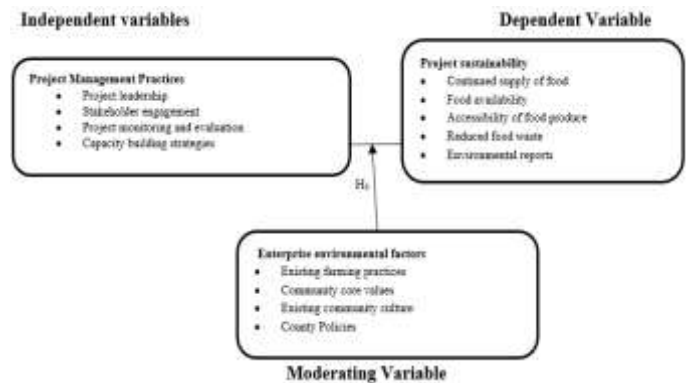 Independent variables
Dependent Variable
Project Management Practices
• Project leadership
• Stakeholder engagement
• Project monitoring and evaluation
• Capacity building strategies
Project sustainability
• Continued supply of food
• Food availability
• Accessibility of food produce
• Reduced food waste
• Environmental reports
Enterprise environmental factors
• Existing farming practices
• Community core values
• Existing community culture
• County Policies
Moderating Variable